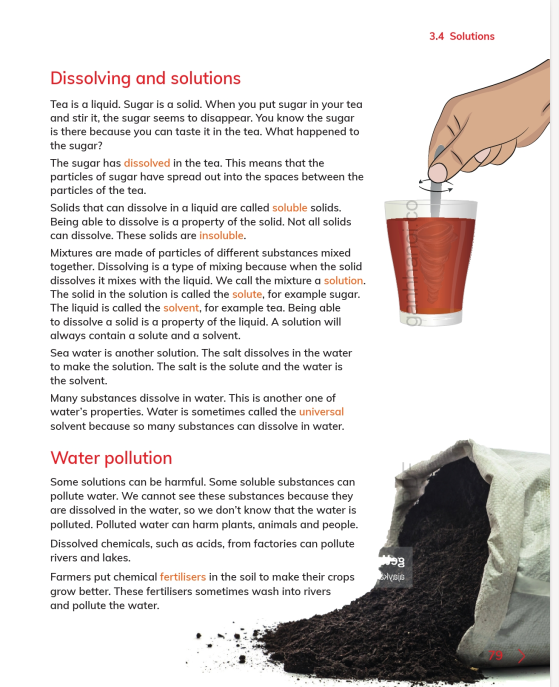 3.4 Solutions
Dissolving and solutions
Tea is a liquid. Sugar is a solid. When you put sugar in your tea
and stir it, the sugar seems to disappear. You know the sugar
is there because you can taste it in the tea. What happened to
the sugar?
The sugar has dissolved in the tea. This means that the
particles of sugar have spread out into the spaces between the
particles of the tea.
Solids that can dissolve in a liquid are called soluble solids.
Being able to dissolve is a property of the solid. Not all solids
can dissolve. These solids are insoluble.
Mixtures are made of particles of different substances mixed
together. Dissolving is a type of mixing because when the solid
dissolves it mixes with the liquid. We call the mixture a solution.
The solid in the solution is called the solute, for example sugar.
The liquid is called the solvent, for example tea. Being able
to dissolve a solid is a property of the liquid. A solution will
always contain a solute and a solvent.
Sea water is another solution. The salt dissolves in the water
to make the solution. The salt is the solute and the water is
the solvent.
Many substances dissolve in water. This is another one of
water's properties. Water is sometimes called the universal
solvent because so many substances can dissolve in water.
Water pollution
Some solutions can be harmful. Some soluble substances can
pollute water. We cannot see these substances because they
are dissolved in the water, so we don't know that the water is
polluted. Polluted water can harm plants, animals and people.
Dissolved chemicals, such as acids, from factories can pollute
rivers and lakes.
Farmers put chemical fertilisers in the soil to make their crops
grow better. These fertilisers sometimes wash into rivers
and pollute the water.
79